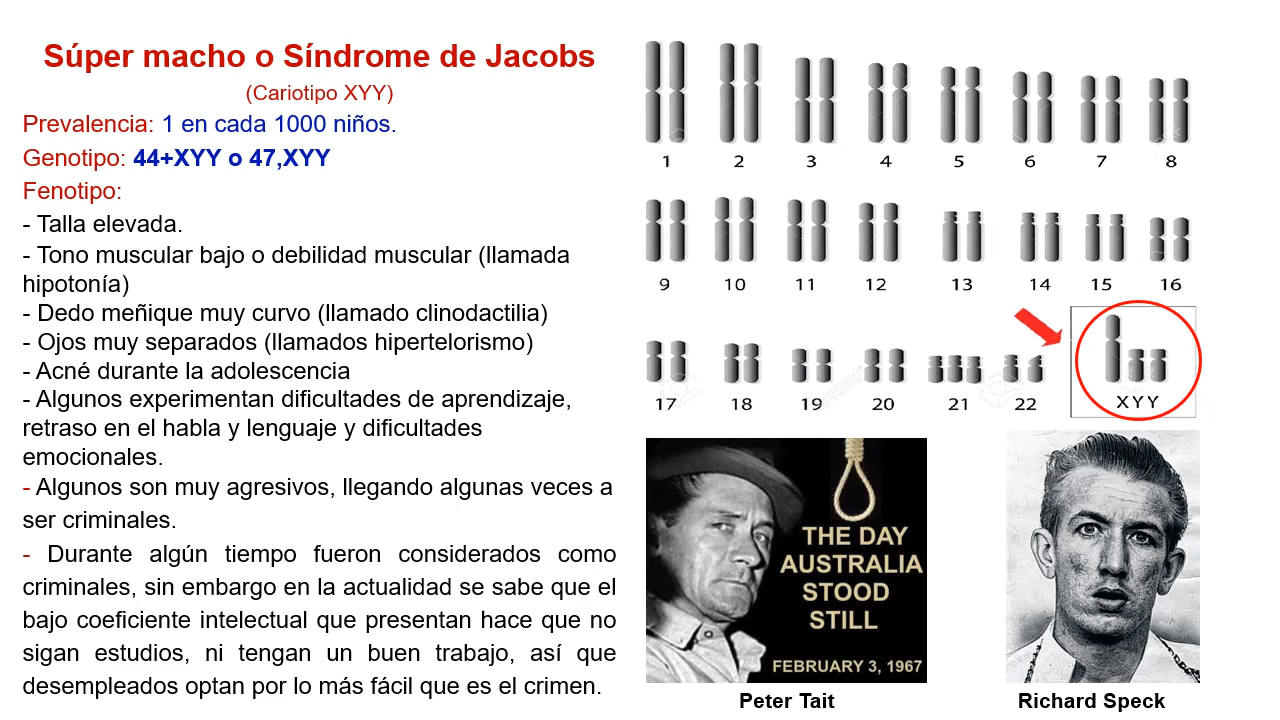 Súper macho o Síndrome de Jacobs
(Cariotipo XYY)
Prevalencia: 1 en cada 1000 niños.
Genotipo: 44+XYY o 47,XYY
Fenotipo:
- Talla elevada.
- Tono muscular bajo o debilidad muscular (llamada
hipotonía)
- Dedo meñique muy curvo (llamado clinodactilia)
- Ojos muy separados (llamados hipertelorismo)
- Acné durante la adolescencia
- Algunos experimentan dificultades de aprendizaje,
retraso en el habla y lenguaje y dificultades
emocionales.
- Algunos son muy agresivos, llegando algunas veces a
ser criminales.
- Durante algún tiempo fueron considerados como
criminales, sin embargo en la actualidad se sabe que el
bajo coeficiente intelectual que presentan hace que no
sigan estudios, ni tengan un buen trabajo, así que
desempleados optan por lo más fácil que es el crimen.
1 2 3 4 5 6 7 8
9 10 11 12 13 14 15 16
17 18 19 20 21 22 XYY
THE DAY
AUSTRALIA
STOOD
STILL
FEBRUARY 3, 1967
Peter Tait
Richard Speck